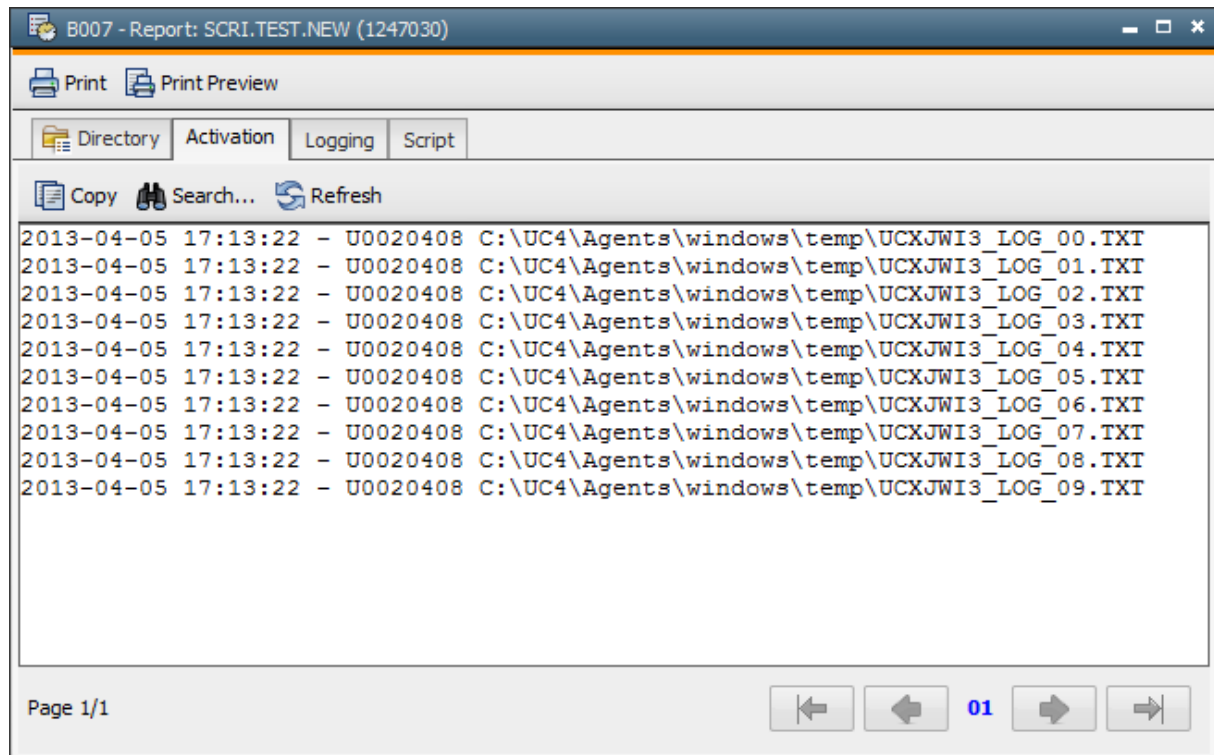 B007 - Report: SCRI.TEST.NEW (1247030)
Print Print Preview
Directory Activation Logging Script
Copy Search... Refresh
2013-04-05 17:13:22 - U0020408 C:\UC4\Agents\windows\temp\UCXJWI3_LOG_00.TXT
2013-04-05 17:13:22 - U0020408 C:\UC4\Agents\windows\temp\UCXJWI3_LOG_01.TXT
2013-04-05 17:13:22 - U0020408 C:\UC4\Agents\windows\temp\UCXJWI3_LOG_02.TXT
2013-04-05 17:13:22 - U0020408 C:\UC4\Agents\windows\temp\UCXJWI3_LOG_03.TXT
2013-04-05 17:13:22 - U0020408 C:\UC4\Agents\windows\temp\UCXJWI3_LOG_04.TXT
2013-04-05 17:13:22 - U0020408 C:\UC4\Agents\windows\temp\UCXJWI3_LOG_05.TXT
2013-04-05 17:13:22 - U0020408 C:\UC4\Agents\windows\temp\UCXJWI3_LOG_06.TXT
2013-04-05 17:13:22 - U0020408 C:\UC4\Agents\windows\temp\UCXJWI3_LOG_07.TXT
2013-04-05 17:13:22 - U0020408 C:\UC4\Agents\windows\temp\UCXJWI3_LOG_08.TXT
2013-04-05 17:13:22 - U0020408 C:\UC4\Agents\windows\temp\UCXJWI3_LOG_09.TXT
Page 1/1 01